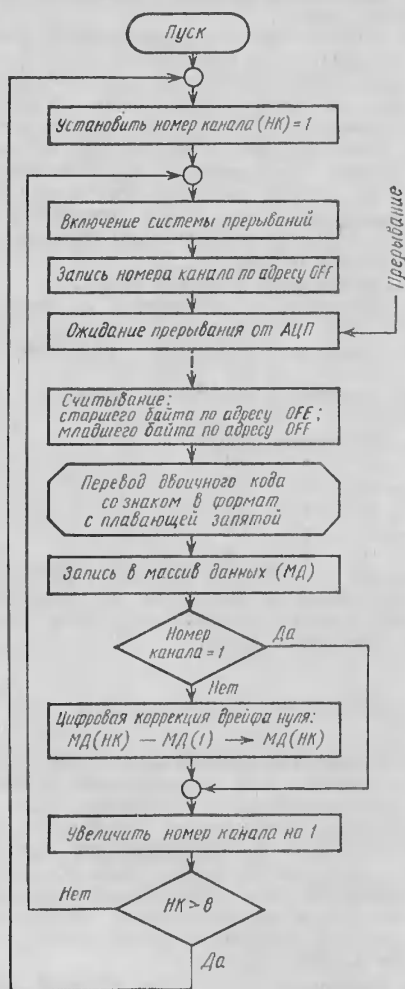 Пуск
Установить номер канала (НК)=1
Включение системы прерываний
Запись номера канала по адресу OFF
Прерывание
Ожидание прерывания от АЦП
Считывание:
старшего байта по адресу OFE;
младшего байта по адресу OFF
Перевод двоичного кода
со знаком в формат
с плавающей запятой
Запись в массив данных (МД)
Номер
канала = 1
Да
Нет
Цифровая коррекция дрейфа нуля:
МД(НК) — МД(1) → МД(НК)
Увеличить номер канала на 1
Нет
НК > 8
Да